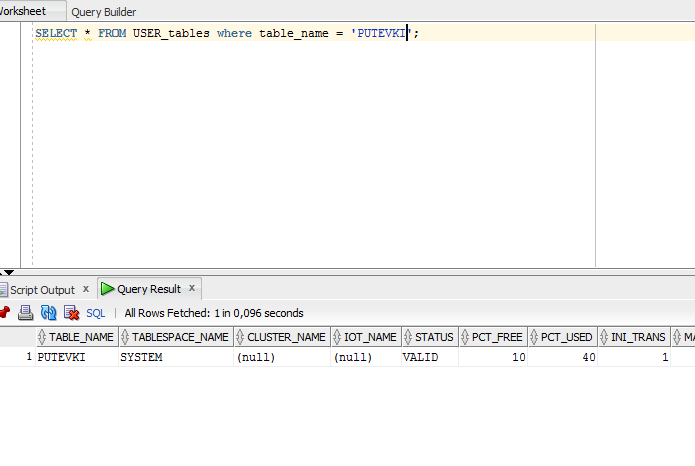 Worksheet Query Builder
SELECT * FROM USER_tables where table_name = 'PUTEVKI';
Script Output x Query Result x
SQL | All Rows Fetched: 1 in 0,096 seconds
TABLE_NAME TABLESPACE_NAME CLUSTER_NAME IOT_NAME STATUS PCT_FREE PCT_USED INI_TRANS MA
1 PUTEVKI SYSTEM (null) (null) VALID 10 40 1